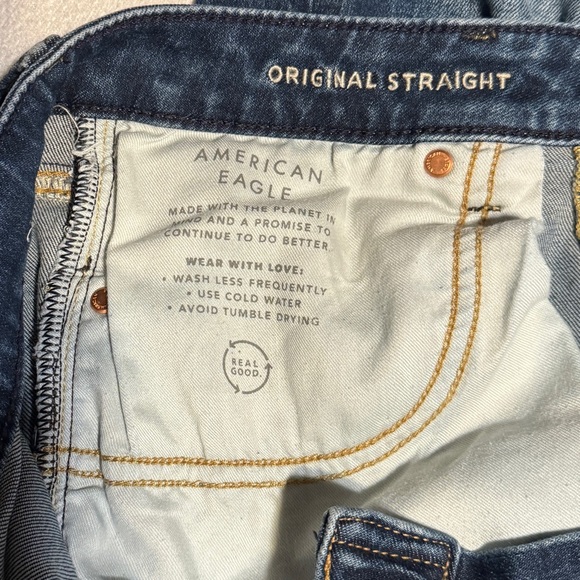 ORIGINAL STRAIGHT
AMERICAN
EAGLE
MADE WITH THE PLANET IN
MIND AND A PROMISE TO
CONTINUE TO DO BETTER.
WEAR WITH LOVE:
• WASH LESS FREQUENTLY
• USE COLD WATER
• AVOID TUMBLE DRYING
REAL
GOOD.